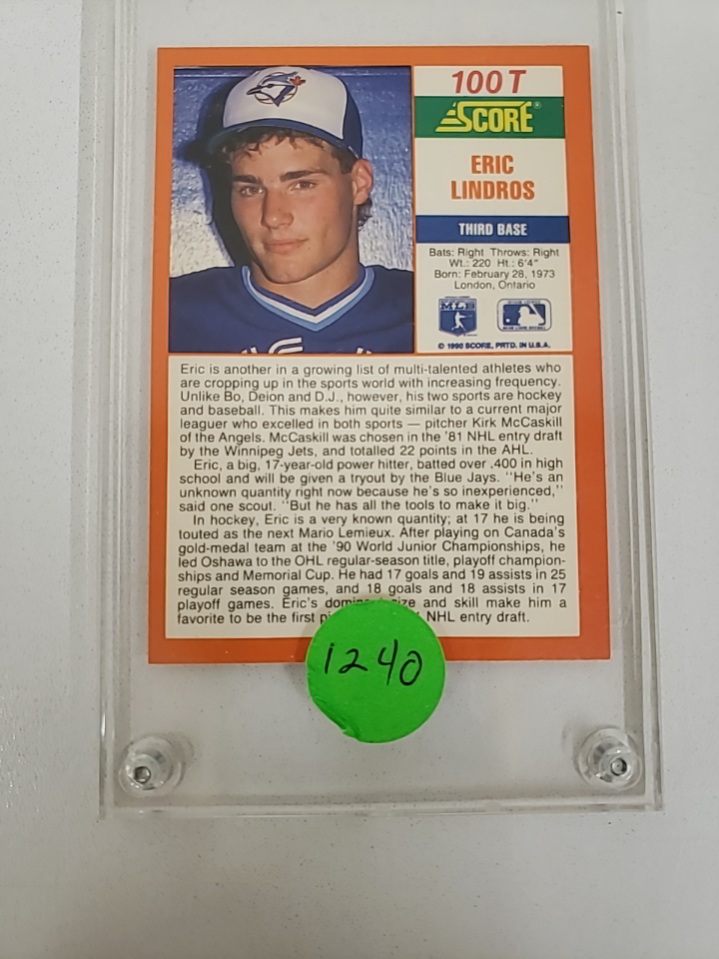 100T
SCORE®
ERIC
LINDROS
THIRD BASE
Bats: Right Throws: Right
Wt.: 220 Ht.: 6'4"
Born: February 28, 1973
London, Ontario
© 1990 SCORE, PRTD. IN U.S.A.
Eric is another in a growing list of multi-talented athletes who
are cropping up in the sports world with increasing frequency.
Unlike Bo, Deion and D.J., however, his two sports are hockey
and baseball. This makes him quite similar to a current major
leaguer who excelled in both sports — pitcher Kirk McCaskill
of the Angels. McCaskill was chosen in the '81 NHL entry draft
by the Winnipeg Jets, and totalled 22 points in the AHL.
Eric, a big, 17-year-old power hitter, batted over .400 in high
school and will be given a tryout by the Blue Jays. "He's an
unknown quantity right now because he's so inexperienced,"
said one scout. "But he has all the tools to make it big."
In hockey, Eric is a very known quantity; at 17 he is being
touted as the next Mario Lemieux. After playing on Canada's
gold-medal team at the '90 World Junior Championships, he
led Oshawa to the OHL regular-season title, playoff champion-
ships and Memorial Cup. He had 17 goals and 19 assists in 25
regular season games, and 18 goals and 18 assists in 17
playoff games. Eric's size and skill make him a
favorite to be the first NHL entry draft.
1240